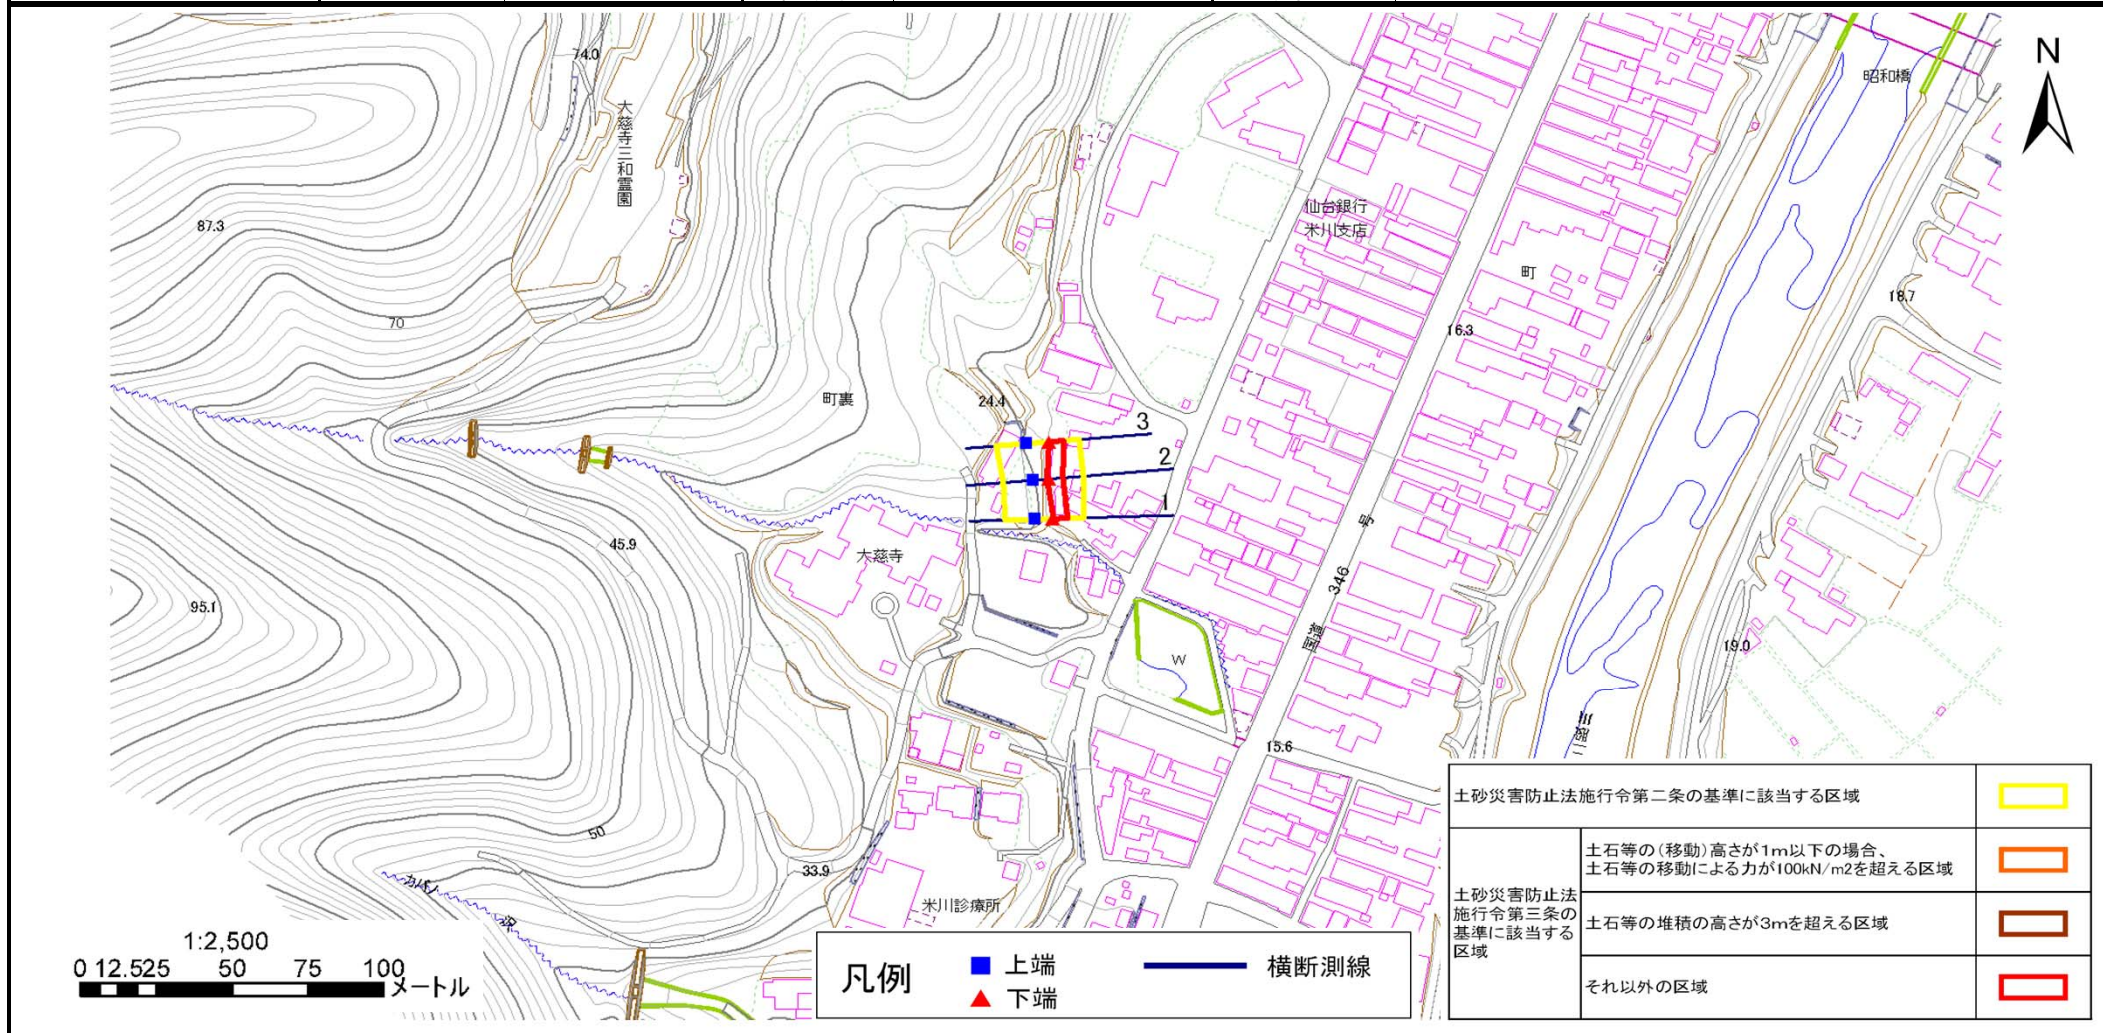 74.0
昭和橋
N
大慈寺三和霊園
仙台銀行
米川支店
87.3
町
18.7
70
16.3
町裏
24.4
3
2
1
号
45.9
大慈寺
346
95.1
国道
W
19.0
15.6
50
33.9
米川診療所
沢
1:2,500
0 12.525 50 75 100
メートル
凡例
上端
横断測線
下端
土砂災害防止法施行令第二条の基準に該当する区域
土砂災害防止法
施行令第三条の
基準に該当する
区域
土石等の(移動)高さが1m以下の場合、
土石等の移動による力が100kN/m2を超える区域
土石等の堆積の高さが3mを超える区域
それ以外の区域